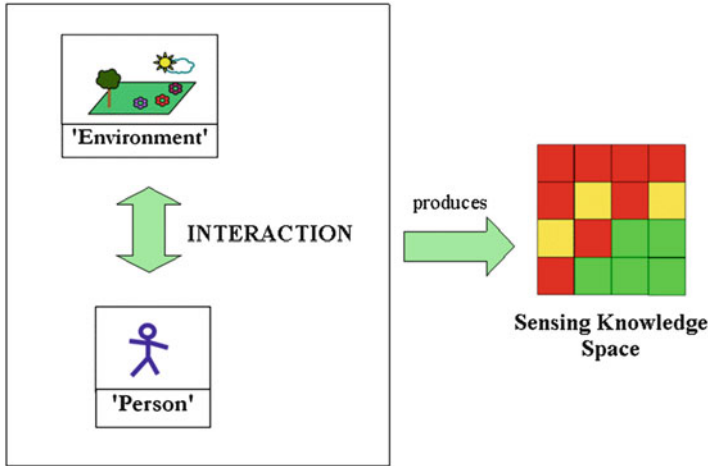 'Environment'
INTERACTION
'Person'
produces
Sensing Knowledge
Space